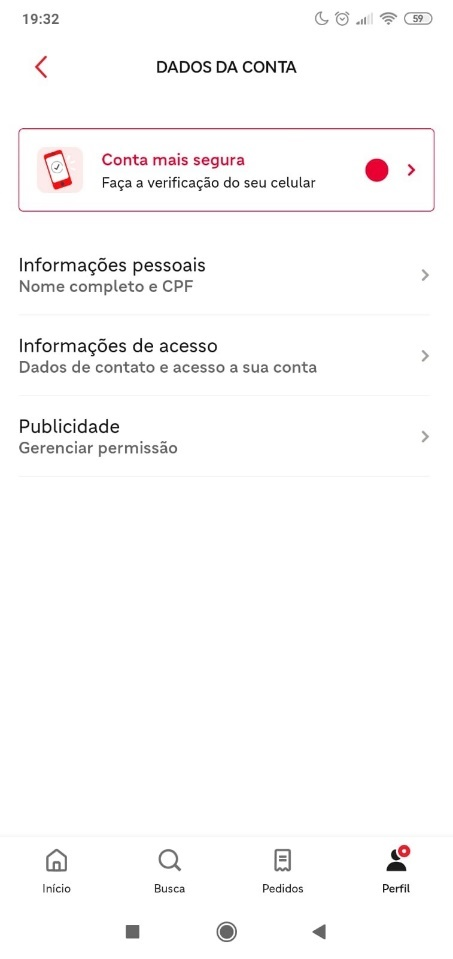 19:32
59
DADOS DA CONTA
Conta mais segura
Faça a verificação do seu celular
Informações pessoais
Nome completo e CPF
Informações de acesso
Dados de contato e acesso a sua conta
Publicidade
Gerenciar permissão
Início
Busca
Pedidos
Perfil